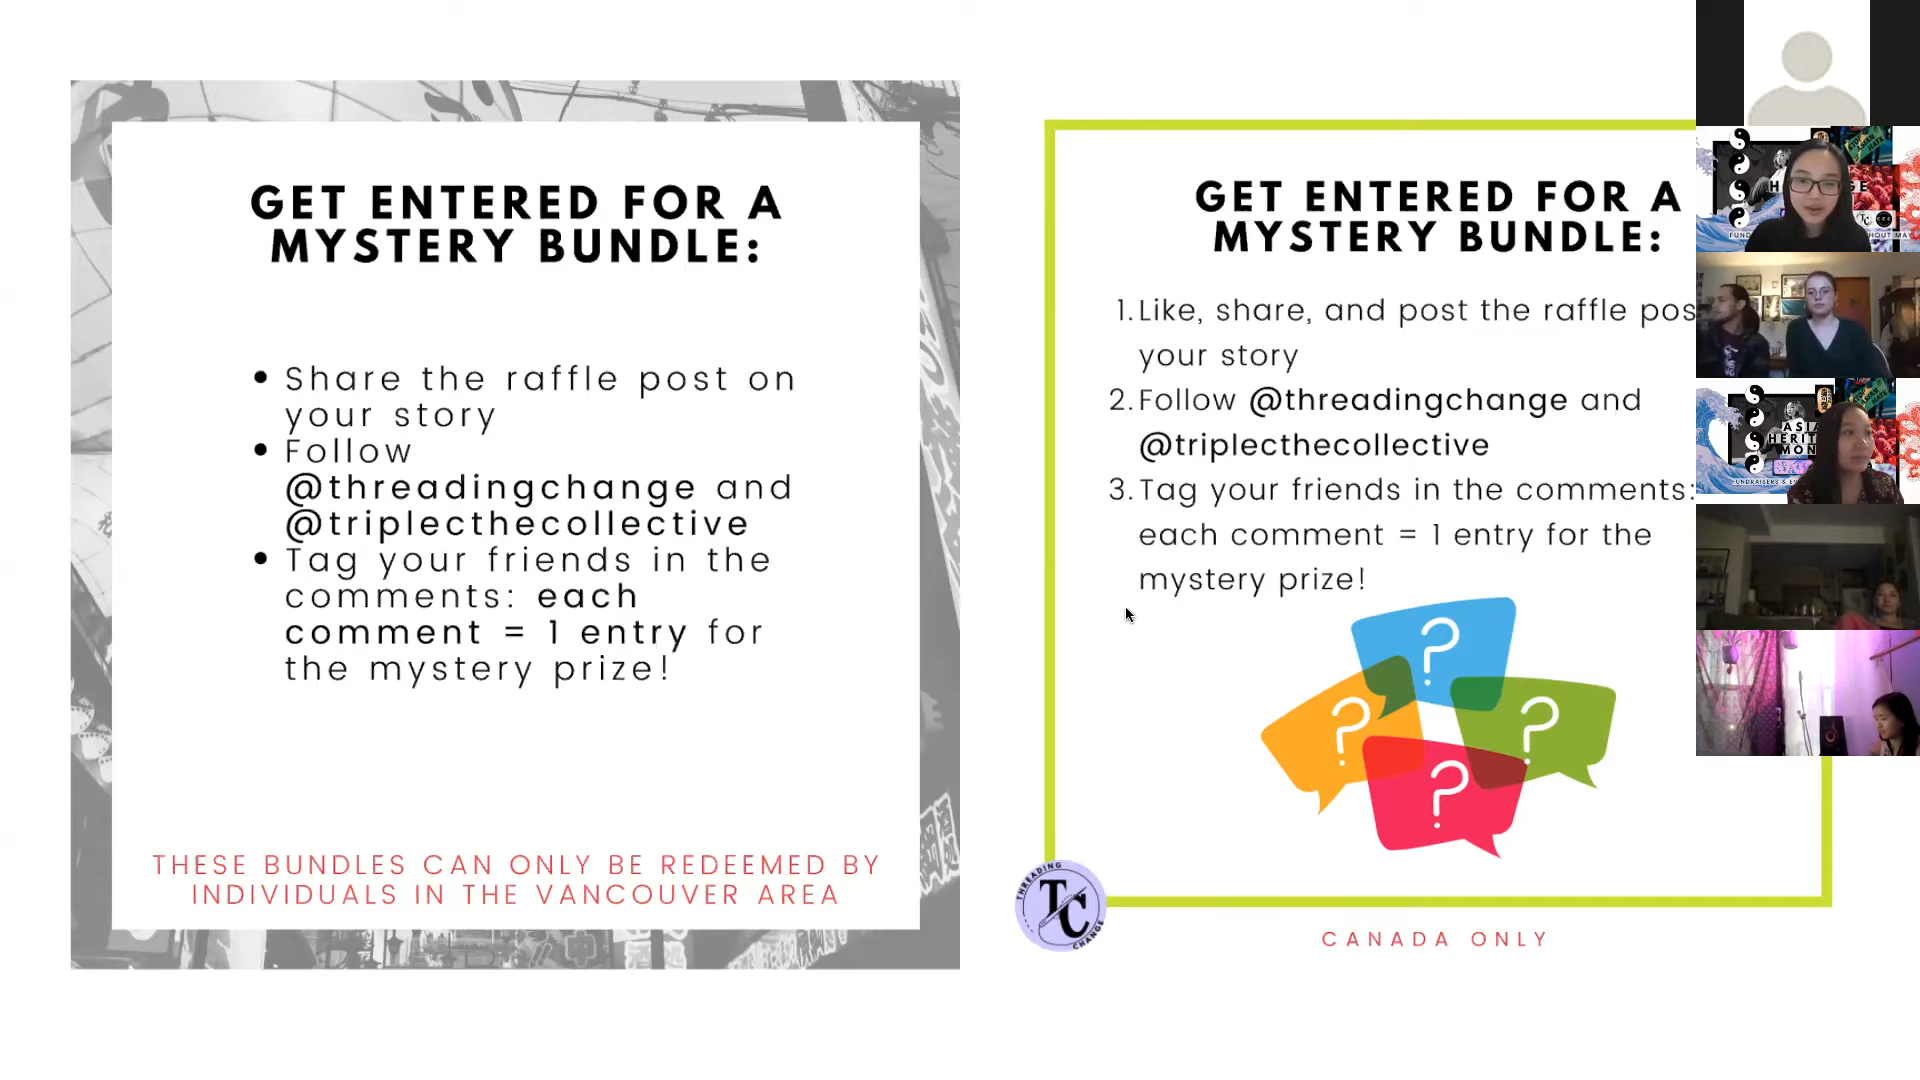 GET ENTERED FOR A
MYSTERY BUNDLE:
Share the raffle post on
your story
Follow
@threadingchange and
@triplecthecollective
Tag your friends in the
comments: each
comment = 1 entry for
the mystery prize!
THESE BUNDLES CAN ONLY BE REDEEMED BY
INDIVIDUALS IN THE VANCOUVER AREA
GET ENTERED FOR A
MYSTERY BUNDLE:
1. Like, share, and post the raffle pos
your story
2. Follow @threadingchange and
@triplecthecollective
3. Tag your friends in the comments:
each comment = 1 entry for the
mystery prize!
? ? ? ?
THREADING
TC
CHANGE
CANADA ONLY
ASIA
HERIT
MON
FUNDRAISERS & E